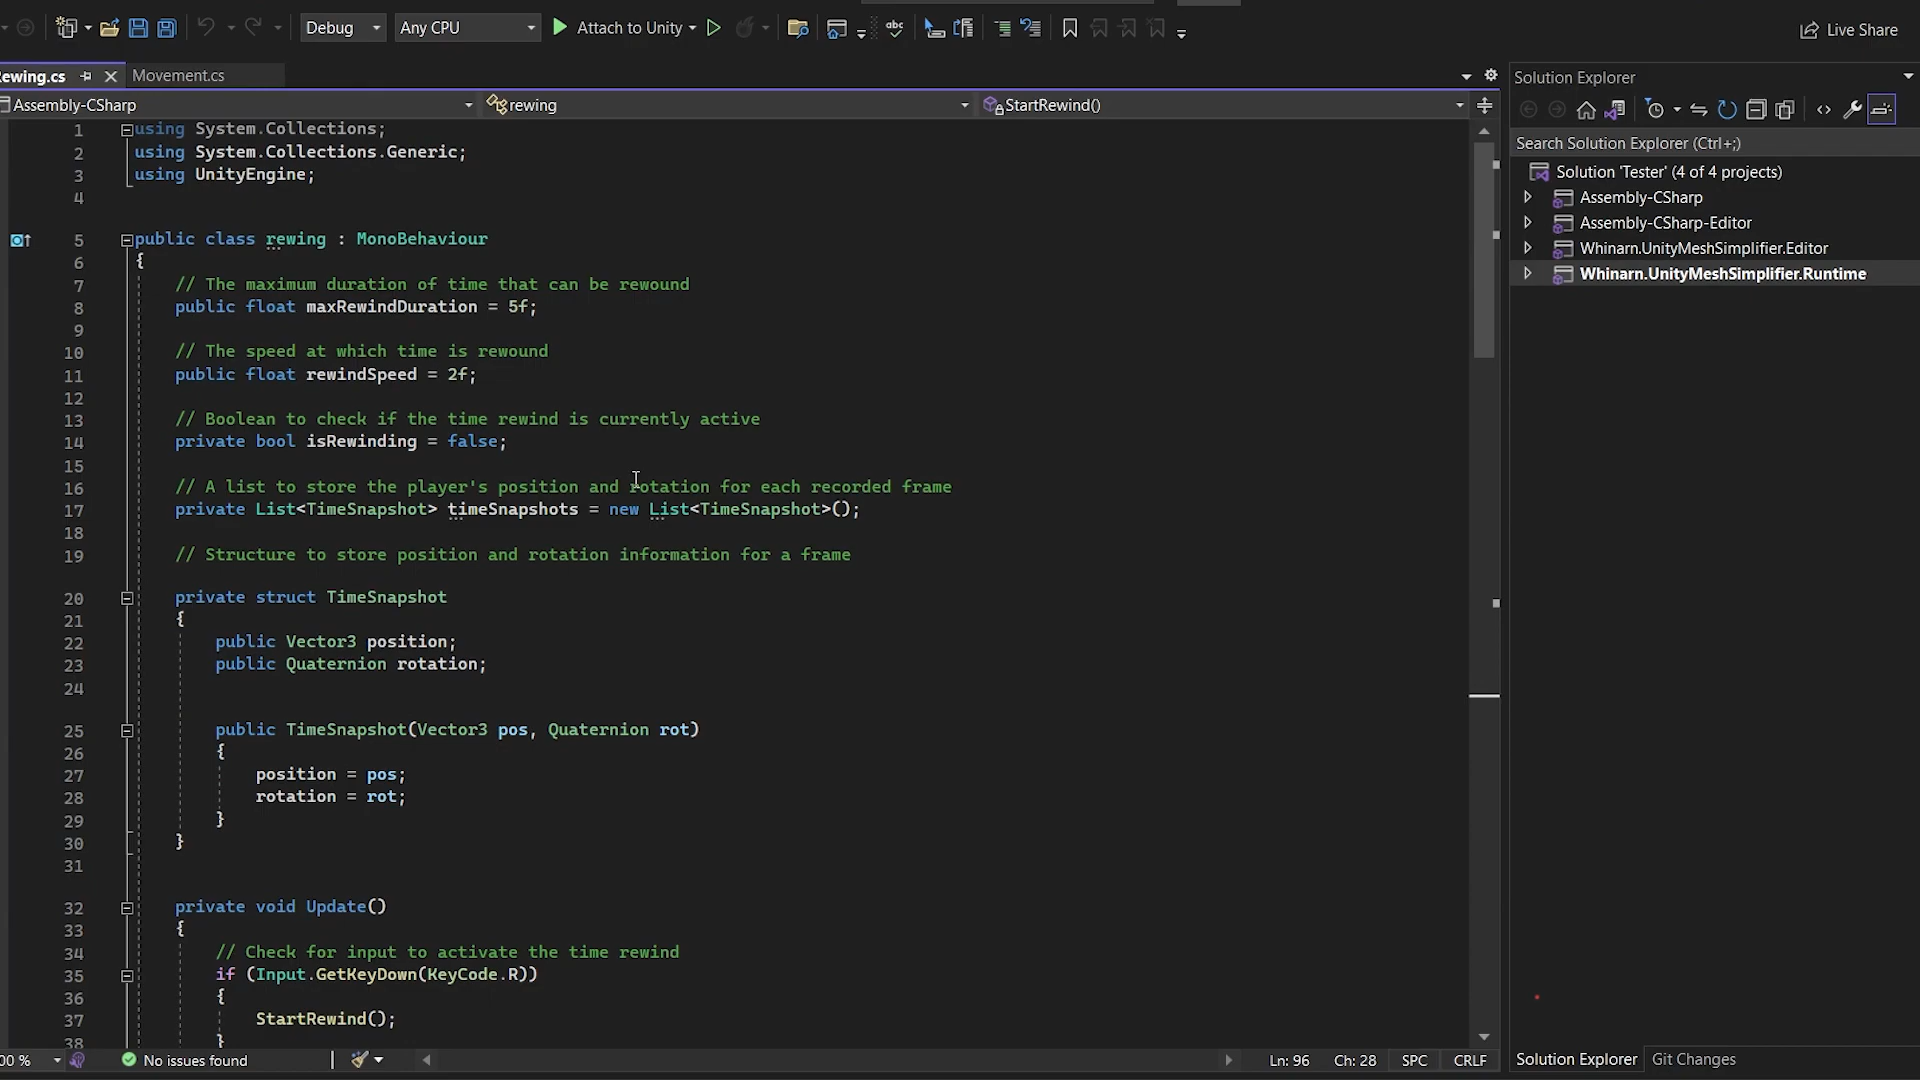 Debug Any CPU Attach to Unity Live Share
ewing.cs Movement.cs
Assembly-CSharp rewing StartRewind()
1 using System.Collections;
2 using System.Collections.Generic;
3 using UnityEngine;
4
5 public class rewing : MonoBehaviour
6 {
7 // The maximum duration of time that can be rewound
8 public float maxRewindDuration = 5f;
9
10 // The speed at which time is rewound
11 public float rewindSpeed = 2f;
12
13 // Boolean to check if the time rewind is currently active
14 private bool isRewinding = false;
15
16 // A list to store the player's position and rotation for each recorded frame
17 private List<TimeSnapshot> timeSnapshots = new List<TimeSnapshot>();
18
19 // Structure to store position and rotation information for a frame
20 private struct TimeSnapshot
21 {
22 public Vector3 position;
23 public Quaternion rotation;
24
25 public TimeSnapshot(Vector3 pos, Quaternion rot)
26 {
27 position = pos;
28 rotation = rot;
29 }
30 }
31
32 private void Update()
33 {
34 // Check for input to activate the time rewind
35 if (Input.GetKeyDown(KeyCode.R))
36 {
37 StartRewind();
38 }
00 % No issues found Ln: 96 Ch: 28 SPC CRLF
Solution Explorer
Search Solution Explorer (Ctrl+;)
Solution 'Tester' (4 of 4 projects)
Assembly-CSharp
Assembly-CSharp-Editor
Whinarn.UnityMeshSimplifier.Editor
Whinarn.UnityMeshSimplifier.Runtime
Solution Explorer Git Changes